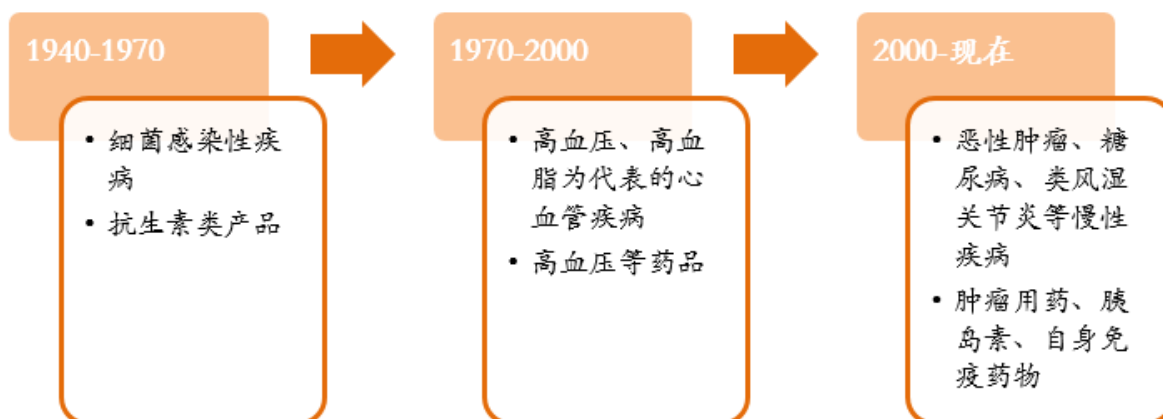 1940-1970
• 细菌感染性疾
病
• 抗生素类产品
1970-2000
• 高血压、高血
脂为代表的心
血管疾病
• 高血压等药品
2000-现在
• 恶性肿瘤、糖
尿病、类风湿
关节炎等慢性
疾病
• 肿瘤用药、胰
岛素、自身免
疫药物